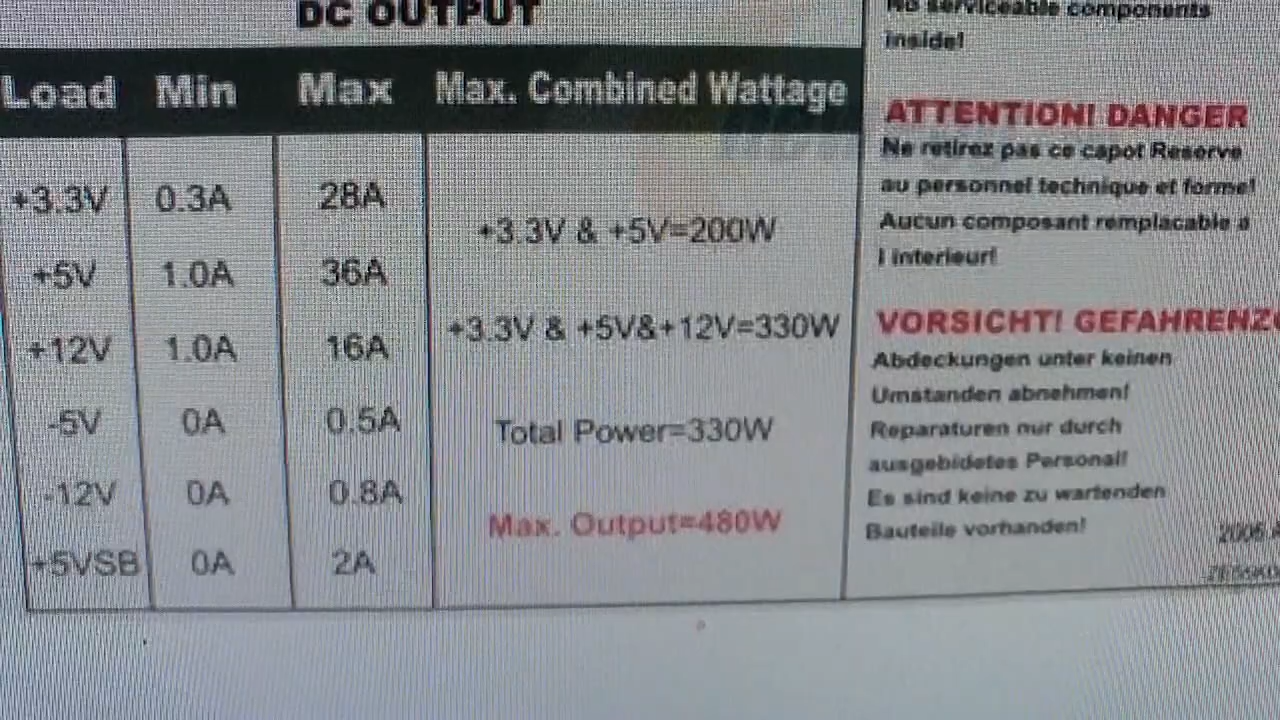 DC OUTPUT
Load Min Max Max. Combined Wattage
+3.3V 0.3A 28A
+5V 1.0A 36A
+12V 1.0A 16A
-5V 0A 0.5A
-12V 0A 0.8A
+5VSB 0A 2A
+3.3V & +5V=200W
+3.3V & +5V&+12V=330W
Total Power=330W
Max. Output=480W
No serviceable components
inside!
ATTENTION! DANGER
Ne retirez pas ce capot Reserve
au personnel technique et forme!
Aucun composant remplacable a
l interieur!
VORSICHT! GEFAHRENZ
Abdeckungen unter keinen
Umstanden abnehmen!
Reparaturen nur durch
ausgebidetes Personal!
Es sind keine zu wartenden
Bauteile vorhanden!
2006